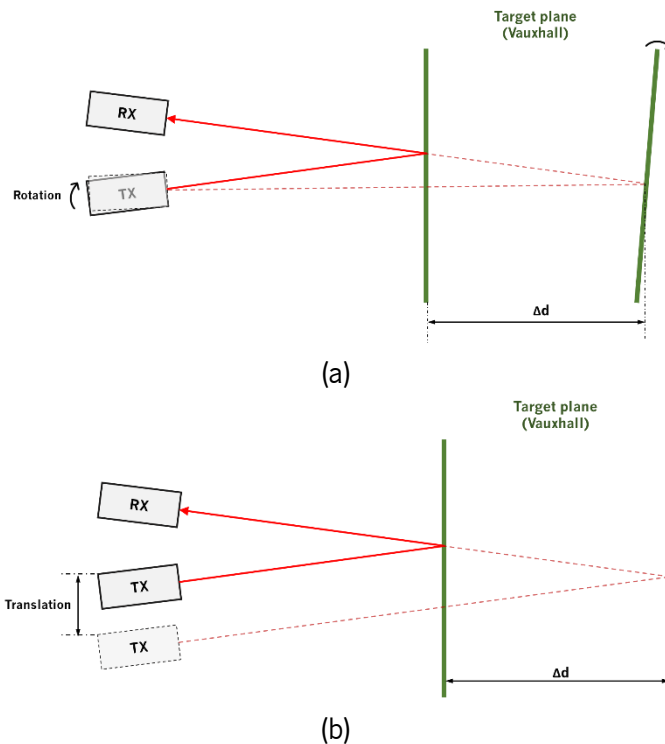 Target plane
(Vauxhall)
RX
TX
Rotation
Δd
(a)
Target plane
(Vauxhall)
RX
TX
Translation
TX
Δd
(b)